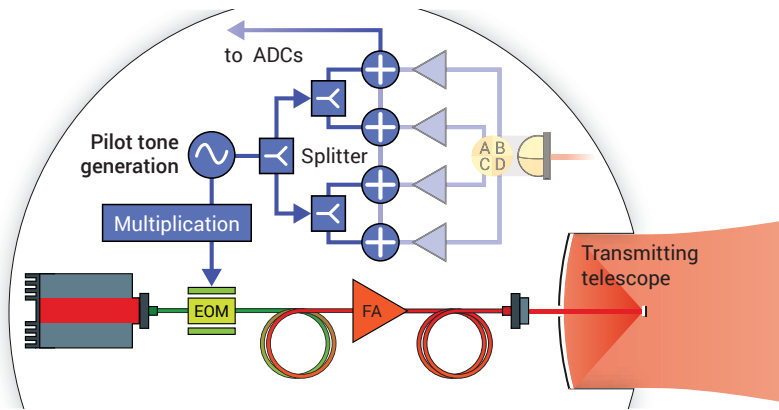 to ADCs
Pilot tone
generation
Splitter
A B
C D
Multiplication
Transmitting
telescope
EOM
FA